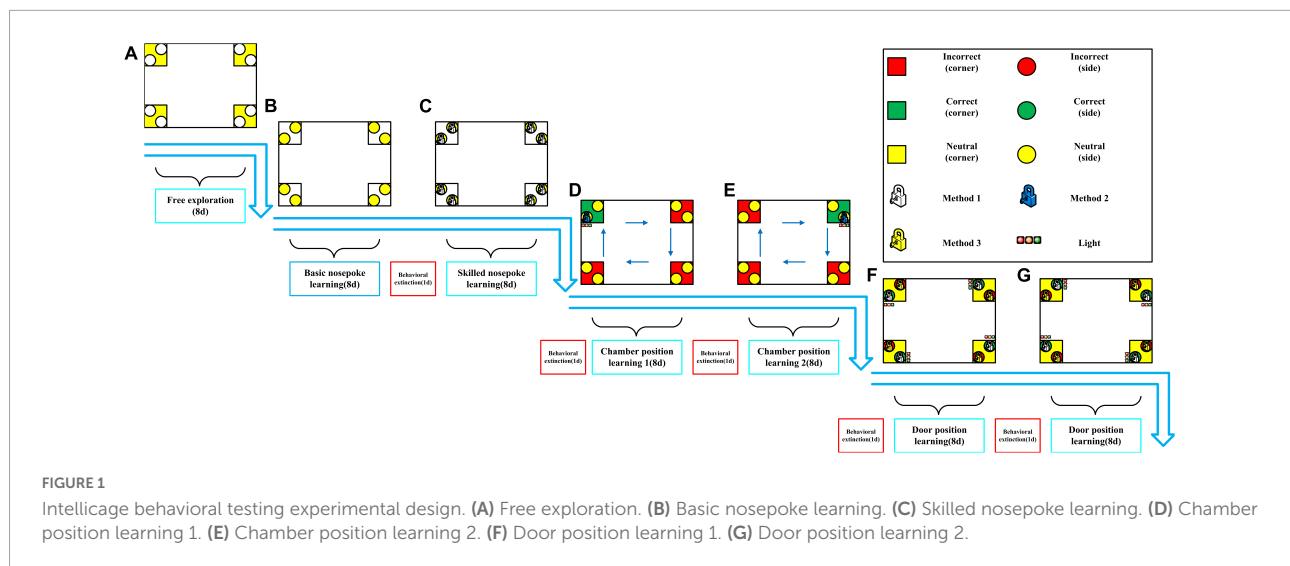 A
B
C
D
E
F
G
Incorrect
(corner)
Incorrect
(side)
Correct
(corner)
Correct
(side)
Neutral
(corner)
Neutral
(side)
Method 1
Method 2
Method 3
Light
Free exploration
(8d)
Basic nosepoke
learning(8d)
Behavioral
extinction(1d)
Skilled nosepoke
learning(8d)
Behavioral
extinction(1d)
Chamber position
learning 1(8d)
Behavioral
extinction(1d)
Chamber position
learning 2(8d)
Behavioral
extinction(1d)
Door position
learning(8d)
Behavioral
extinction(1d)
Door position
learning(8d)
FIGURE 1
Intellicage behavioral testing experimental design. (A) Free exploration. (B) Basic nosepoke learning. (C) Skilled nosepoke learning. (D) Chamber
position learning 1. (E) Chamber position learning 2. (F) Door position learning 1. (G) Door position learning 2.